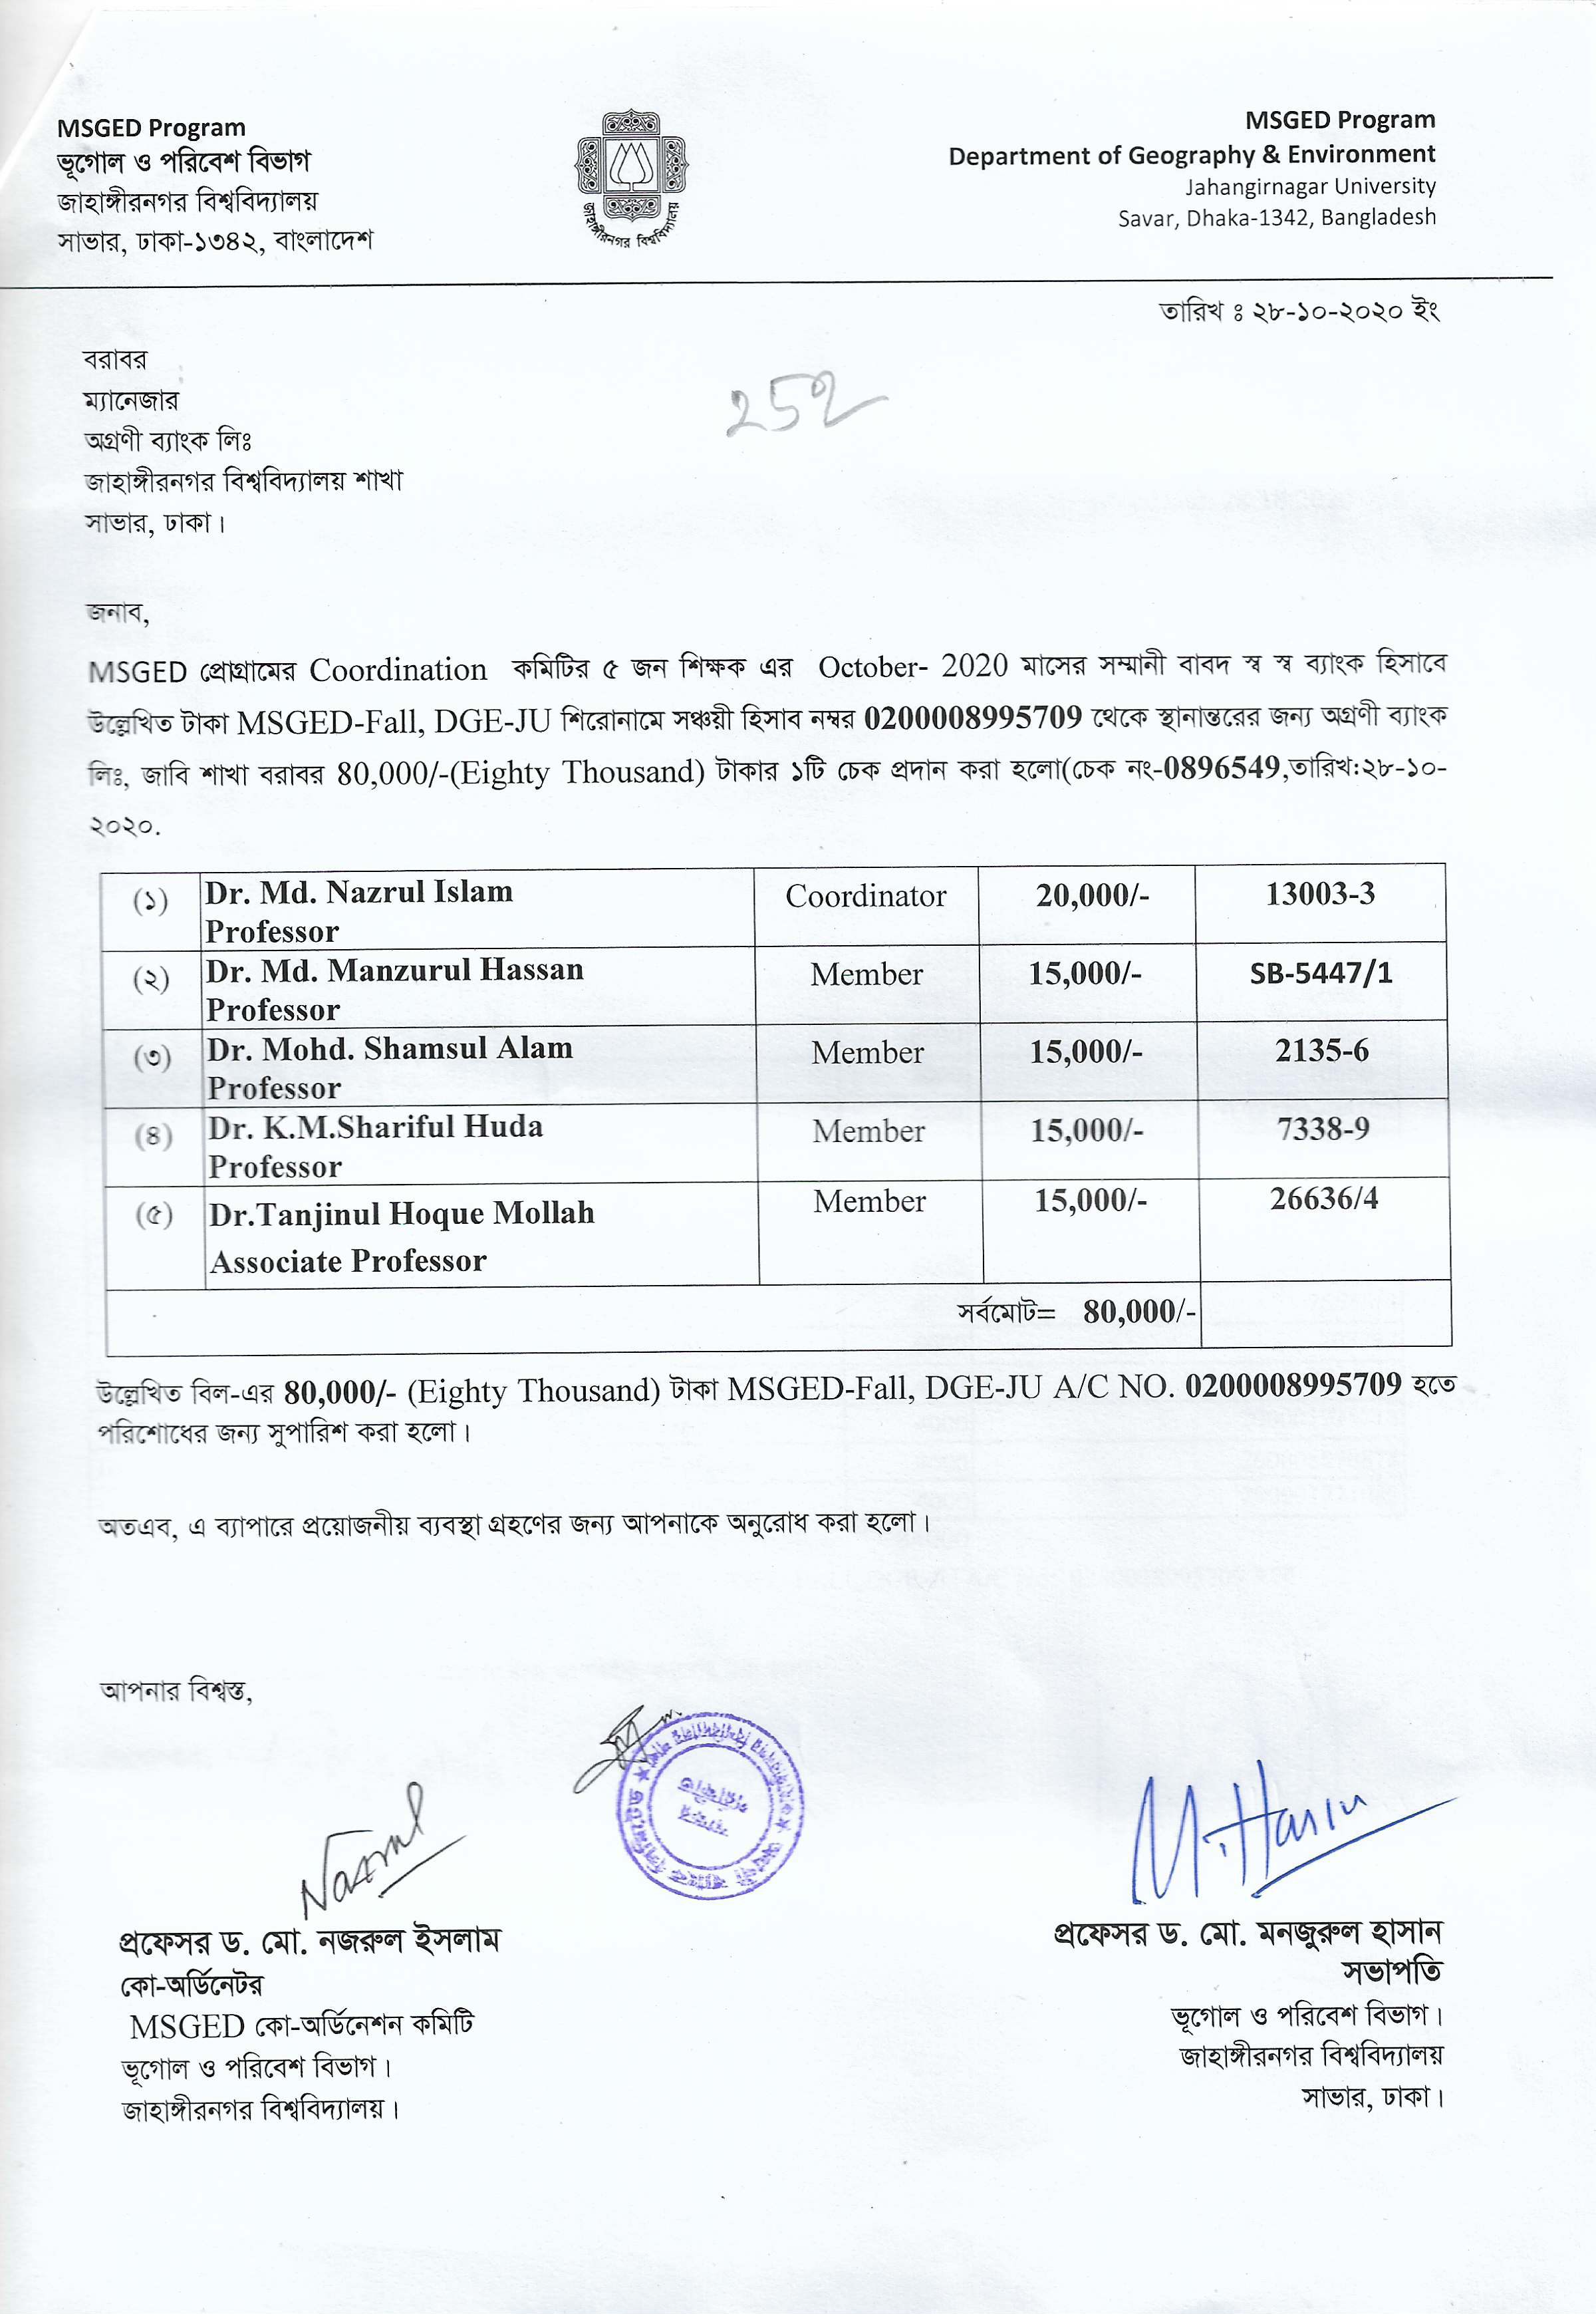 MSGED Program
ভূগোল ও পরিবেশ বিভাগ
জাহাঙ্গীরনগর বিশ্ববিদ্যালয়
সাভার, ঢাকা-১৩৪২, বাংলাদেশ
জাহাঙ্গীরনগর বিশ্ববিদ্যালয়
MSGED Program
Department of Geography & Environment
Jahangirnagar University
Savar, Dhaka-1342, Bangladesh
তারিখ ঃ ২৮-১০-২০২০ ইং
বরাবর
ম্যানেজার
অগ্রণী ব্যাংক লিঃ
জাহাঙ্গীরনগর বিশ্ববিদ্যালয় শাখা
সাভার, ঢাকা।
জনাব,
MSGED প্রোগ্রামের Coordination কমিটির ৫ জন শিক্ষক এর October- 2020 মাসের সম্মানী বাবদ স্ব স্ব ব্যাংক হিসাবে
উল্লেখিত টাকা MSGED-Fall, DGE-JU শিরোনামে সঞ্চয়ী হিসাব নম্বর 0200008995709 থেকে স্থানান্তরের জন্য অগ্রণী ব্যাংক
লিঃ, জাবি শাখা বরাবর 80,000/-(Eighty Thousand) টাকার ১টি চেক প্রদান করা হলো(চেক নং-0896549,তারিখ:২৮-১০-
২০২০.
(১) Dr. Md. Nazrul Islam Coordinator 20,000/- 13003-3
Professor
(২) Dr. Md. Manzurul Hassan Member 15,000/- SB-5447/1
Professor
(৩) Dr. Mohd. Shamsul Alam Member 15,000/- 2135-6
Professor
(৪) Dr. K.M.Shariful Huda Member 15,000/- 7338-9
Professor
(৫) Dr.Tanjinul Hoque Mollah Member 15,000/- 26636/4
Associate Professor
সর্বমোট= 80,000/-
উল্লেখিত বিল-এর 80,000/- (Eighty Thousand) টাকা MSGED-Fall, DGE-JU A/C NO. 0200008995709 হতে
পরিশোধের জন্য সুপারিশ করা হলো।
অতএব, এ ব্যাপারে প্রয়োজনীয় ব্যবস্থা গ্রহণের জন্য আপনাকে অনুরোধ করা হলো।
আপনার বিশ্বস্ত,
Nazrul
প্রফেসর ড. মো. নজরুল ইসলাম
কো-অর্ডিনেটর
MSGED কো-অর্ডিনেশন কমিটি
ভূগোল ও পরিবেশ বিভাগ।
জাহাঙ্গীরনগর বিশ্ববিদ্যালয়।
প্রফেসর ড. মো. মনজুরুল হাসান
সভাপতি
ভূগোল ও পরিবেশ বিভাগ।
জাহাঙ্গীরনগর বিশ্ববিদ্যালয়
সাভার, ঢাকা।